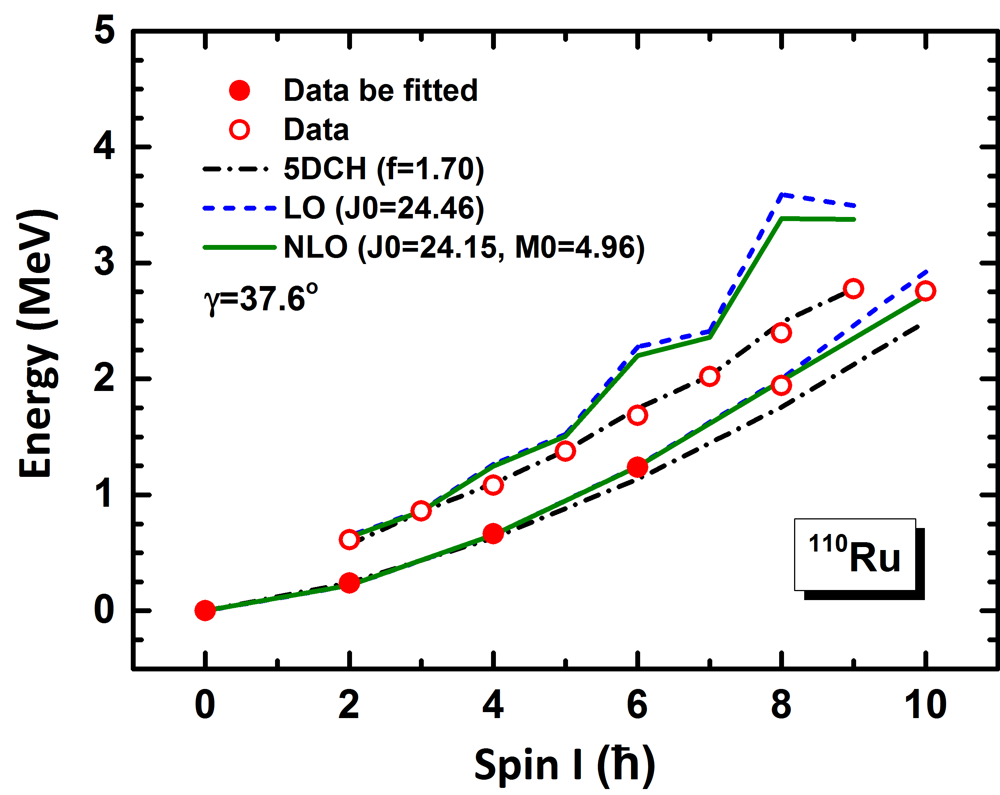 5
4
3
2
1
0
Energy (MeV)
Data be fitted
Data
5DCH (f=1.70)
LO (J0=24.46)
NLO (J0=24.15, M0=4.96)
γ=37.6°
¹¹⁰Ru
0 2 4 6 8 10
Spin I (ħ)